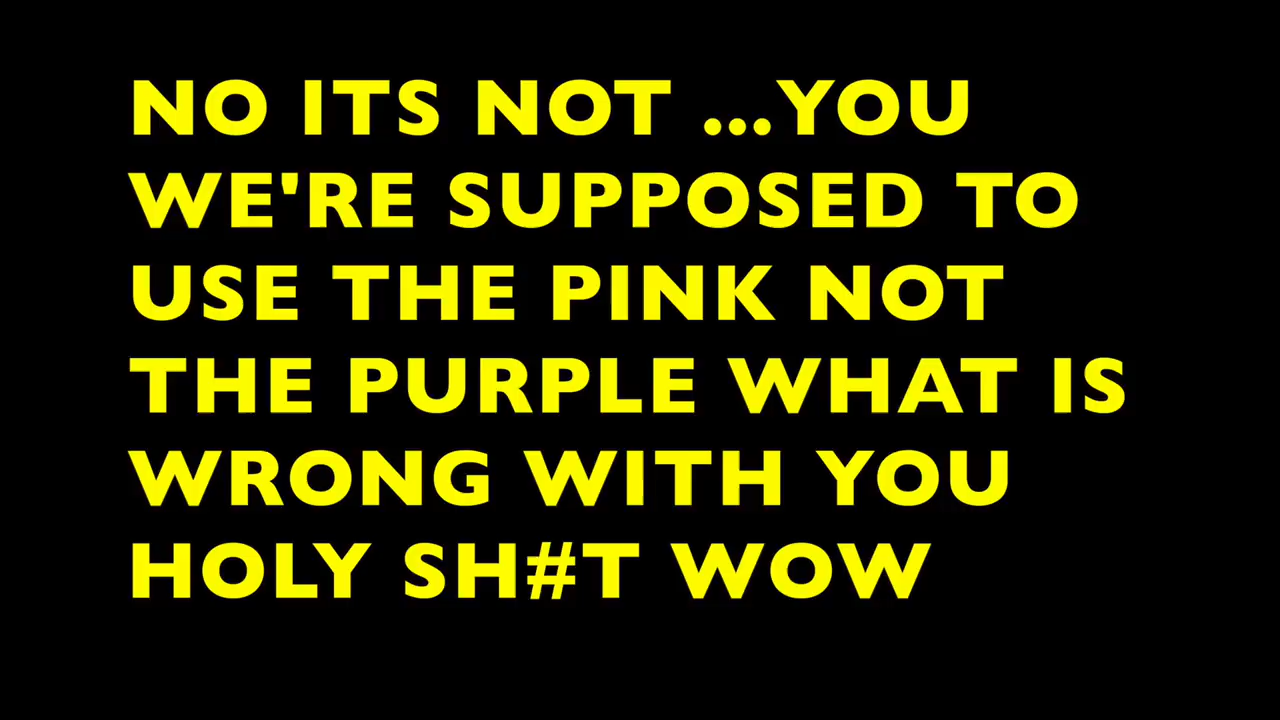 NO ITS NOT ...YOU
WE'RE SUPPOSED TO
USE THE PINK NOT
THE PURPLE WHAT IS
WRONG WITH YOU
HOLY SH#T WOW